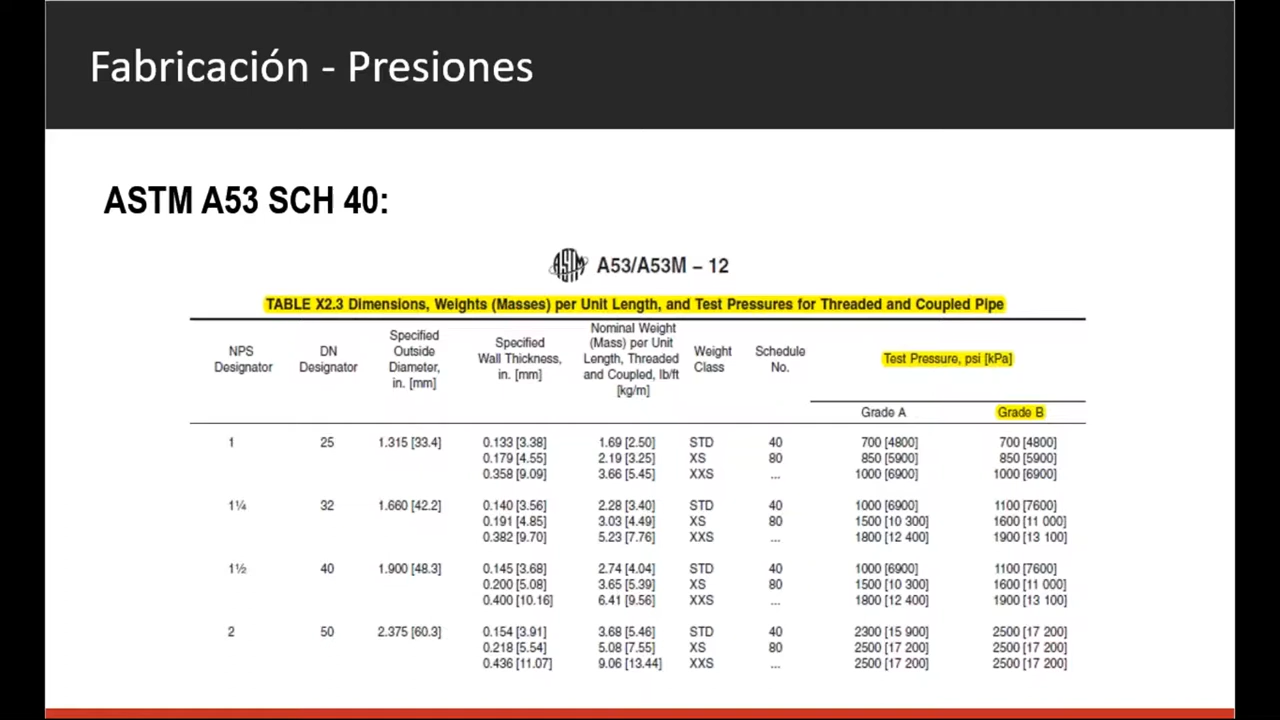 Fabricación - Presiones
ASTM A53 SCH 40:
ASTM A53/A53M – 12
TABLE X2.3 Dimensions, Weights (Masses) per Unit Length, and Test Pressures for Threaded and Coupled Pipe
NPS Designator DN Designator Specified Outside Diameter, in. [mm] Specified Wall Thickness, in. [mm] Nominal Weight (Mass) per Unit Length, Threaded and Coupled, lb/ft [kg/m] Weight Class Schedule No. Test Pressure, psi [kPa]
Grade A Grade B
1 25 1.315 [33.4] 0.133 [3.38] 1.69 [2.50] STD 40 700 [4800] 700 [4800]
0.179 [4.55] 2.19 [3.25] XS 80 850 [5900] 850 [5900]
0.358 [9.09] 3.66 [5.45] XXS ... 1000 [6900] 1000 [6900]
1¼ 32 1.660 [42.2] 0.140 [3.56] 2.28 [3.40] STD 40 1000 [6900] 1100 [7600]
0.191 [4.85] 3.03 [4.49] XS 80 1500 [10 300] 1600 [11 000]
0.382 [9.70] 5.23 [7.76] XXS ... 1800 [12 400] 1900 [13 100]
1½ 40 1.900 [48.3] 0.145 [3.68] 2.74 [4.04] STD 40 1000 [6900] 1100 [7600]
0.200 [5.08] 3.65 [5.39] XS 80 1500 [10 300] 1600 [11 000]
0.400 [10.16] 6.41 [9.56] XXS ... 1800 [12 400] 1900 [13 100]
2 50 2.375 [60.3] 0.154 [3.91] 3.68 [5.46] STD 40 2300 [15 900] 2500 [17 200]
0.218 [5.54] 5.08 [7.55] XS 80 2500 [17 200] 2500 [17 200]
0.436 [11.07] 9.06 [13.44] XXS ... 2500 [17 200] 2500 [17 200]